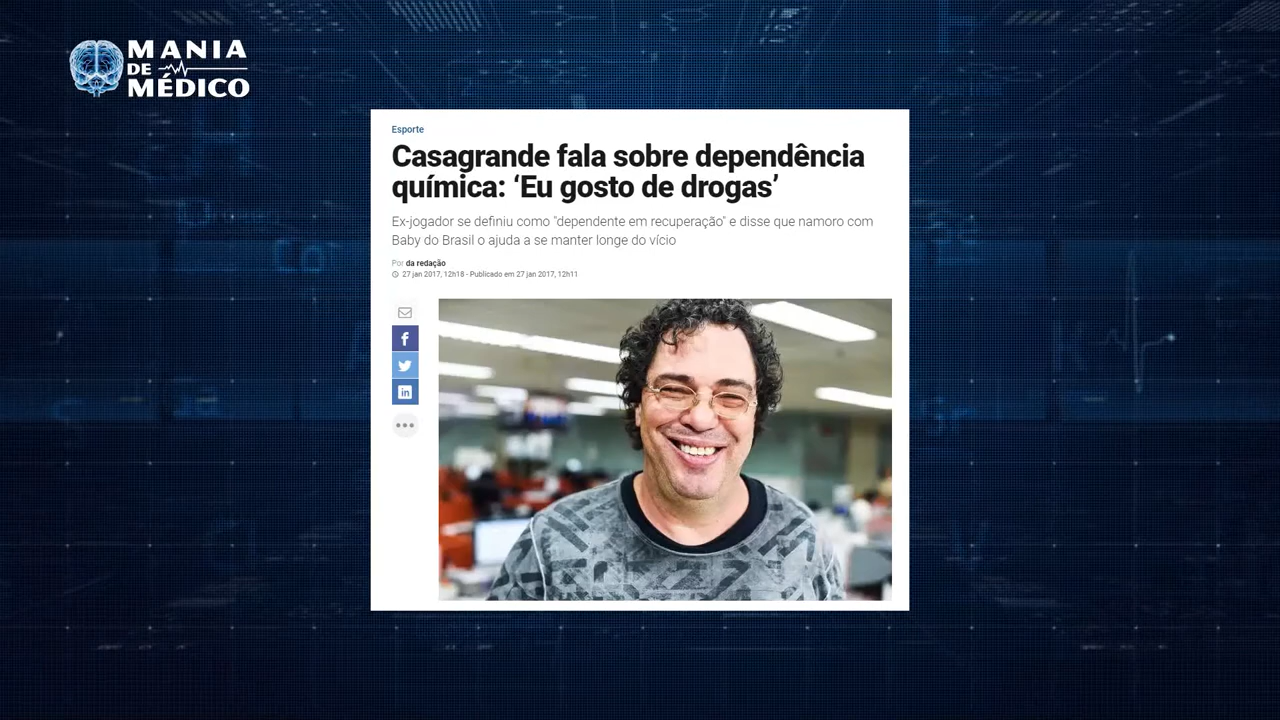 MANIA
DE
MÉDICO
Esporte
Casagrande fala sobre dependência
química: ‘Eu gosto de drogas’
Ex-jogador se definiu como "dependente em recuperação" e disse que namoro com
Baby do Brasil o ajuda a se manter longe do vício
Por da redação
27 jan 2017, 12h18 - Publicado em 27 jan 2017, 12h11